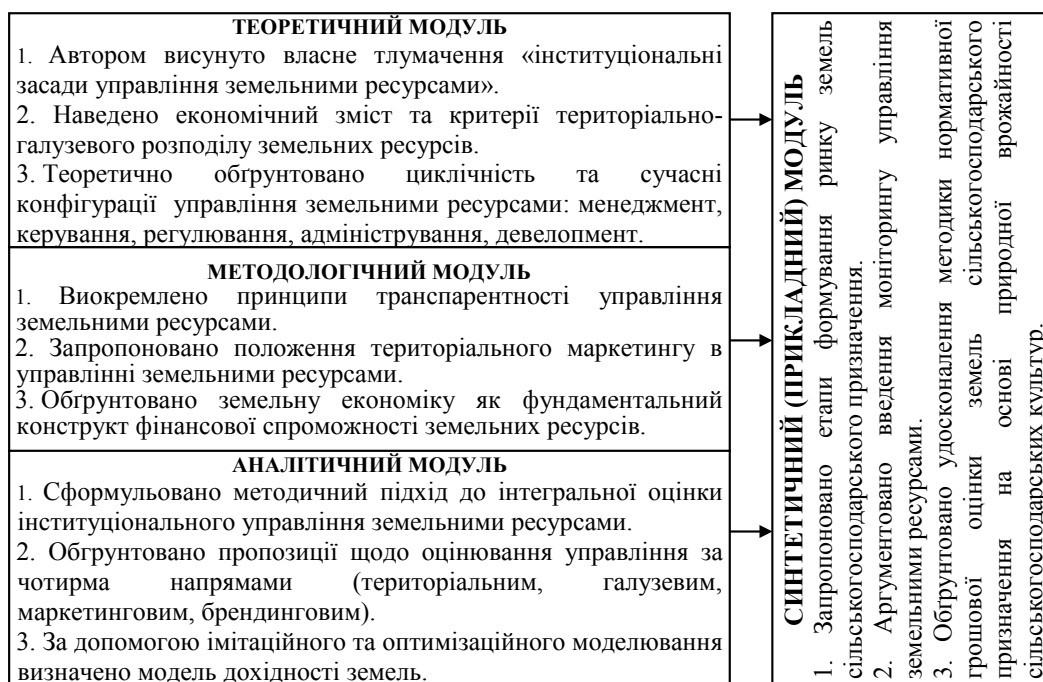 ТЕОРЕТИЧНИЙ МОДУЛЬ
1. Автором висунуто власне тлумачення «інституціональні
засади управління земельними ресурсами».
2. Наведено економічний зміст та критерії територіально-
галузевого розподілу земельних ресурсів.
3. Теоретично обґрунтовано циклічність та сучасні
конфігурації управління земельними ресурсами: менеджмент,
керування, регулювання, адміністрування, девелопмент.
МЕТОДОЛОГІЧНИЙ МОДУЛЬ
1. Виокремлено принципи транспарентності управління
земельними ресурсами.
2. Запропоновано положення територіального маркетингу в
управлінні земельними ресурсами.
3. Обґрунтовано земельну економіку як фундаментальний
конструкт фінансової спроможності земельних ресурсів.
АНАЛІТИЧНИЙ МОДУЛЬ
1. Сформульовано методичний підхід до інтегральної оцінки
інституціонального управління земельними ресурсами.
2. Обгрунтовано пропозиції щодо оцінювання управління за
чотирма напрямами (територіальним, галузевим,
маркетинговим, брендинговим).
3. За допомогою імітаційного та оптимізаційного моделювання
визначено модель дохідності земель.
СИНТЕТИЧНИЙ (ПРИКЛАДНИЙ) МОДУЛЬ
1. Запропоновано етапи формування ринку земель
сільськогосподарського призначення.
2. Аргументовано введення моніторингу управління
земельними ресурсами.
3. Обґрунтовано удосконалення методики нормативної
грошової оцінки земель сільськогосподарського
призначення на основі природної врожайності
сільськогосподарських культур.